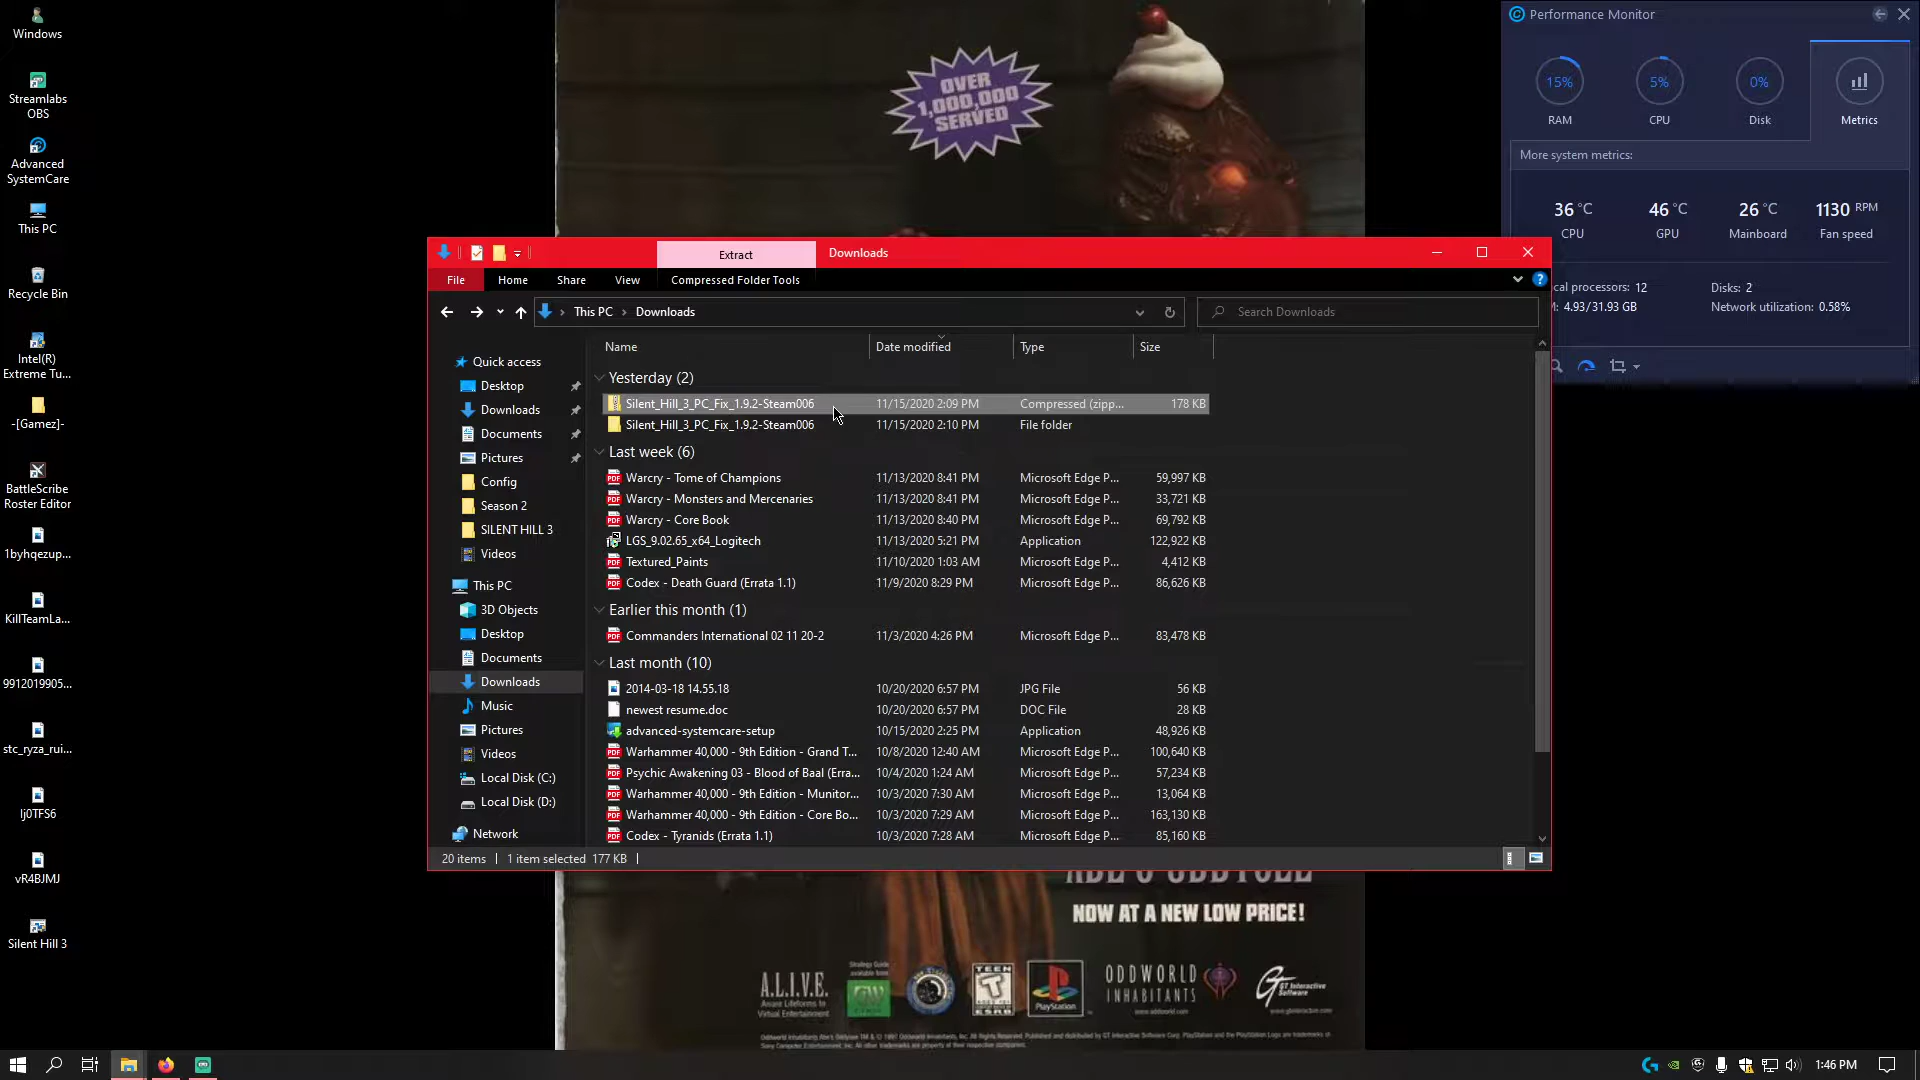 Windows
Streamlabs
OBS
Advanced
SystemCare
This PC
Recycle Bin
Intel(R)
Extreme Tu...
-[Gamez]-
BattleScribe
Roster Editor
1byhqezup...
KillTeamLa...
9912019905...
stc_ryza_rui...
Ij0TFS6
vR4BJMJ
Silent Hill 3
OVER
1,000,000
SERVED
Performance Monitor
15%
RAM
5%
CPU
0%
Disk
Metrics
More system metrics:
36 °C
CPU
46 °C
GPU
26 °C
Mainboard
1130 RPM
Fan speed
cal processors: 12
Disks: 2
4.93/31.93 GB
Network utilization: 0.58%
Extract
Downloads
File
Home
Share
View
Compressed Folder Tools
This PC > Downloads
Search Downloads
Quick access
Desktop
Downloads
Documents
Pictures
Config
Season 2
SILENT HILL 3
Videos
This PC
3D Objects
Desktop
Documents
Downloads
Music
Pictures
Videos
Local Disk (C:)
Local Disk (D:)
Network
Name Date modified Type Size
Yesterday (2)
Silent_Hill_3_PC_Fix_1.9.2-Steam006 11/15/2020 2:09 PM Compressed (zipp... 178 KB
Silent_Hill_3_PC_Fix_1.9.2-Steam006 11/15/2020 2:10 PM File folder
Last week (6)
Warcry - Tome of Champions 11/13/2020 8:41 PM Microsoft Edge P... 59,997 KB
Warcry - Monsters and Mercenaries 11/13/2020 8:41 PM Microsoft Edge P... 33,721 KB
Warcry - Core Book 11/13/2020 8:40 PM Microsoft Edge P... 69,792 KB
LGS_9.02.65_x64_Logitech 11/13/2020 5:21 PM Application 122,922 KB
Textured_Paints 11/10/2020 1:03 AM Microsoft Edge P... 4,412 KB
Codex - Death Guard (Errata 1.1) 11/9/2020 8:29 PM Microsoft Edge P... 86,626 KB
Earlier this month (1)
Commanders International 02 11 20-2 11/3/2020 4:26 PM Microsoft Edge P... 83,478 KB
Last month (10)
2014-03-18 14.55.18 10/20/2020 6:57 PM JPG File 56 KB
newest resume.doc 10/20/2020 6:57 PM DOC File 28 KB
advanced-systemcare-setup 10/15/2020 2:25 PM Application 48,926 KB
Warhammer 40,000 - 9th Edition - Grand T... 10/8/2020 12:40 AM Microsoft Edge P... 100,640 KB
Psychic Awakening 03 - Blood of Baal (Erra... 10/4/2020 1:24 AM Microsoft Edge P... 57,234 KB
Warhammer 40,000 - 9th Edition - Munitor... 10/3/2020 7:30 AM Microsoft Edge P... 13,064 KB
Warhammer 40,000 - 9th Edition - Core Bo... 10/3/2020 7:29 AM Microsoft Edge P... 163,130 KB
Codex - Tyranids (Errata 1.1) 10/3/2020 7:28 AM Microsoft Edge P... 85,160 KB
20 items 1 item selected 177 KB
NOW AT A NEW LOW PRICE!
A.L.I.V.E.
Aware Lifeforms in
Virtual Entertainment
Strategy Guide
available from
TEEN
ESRB
PlayStation
ODDWORLD
INHABITANTS
GT Interactive
Software
1:46 PM